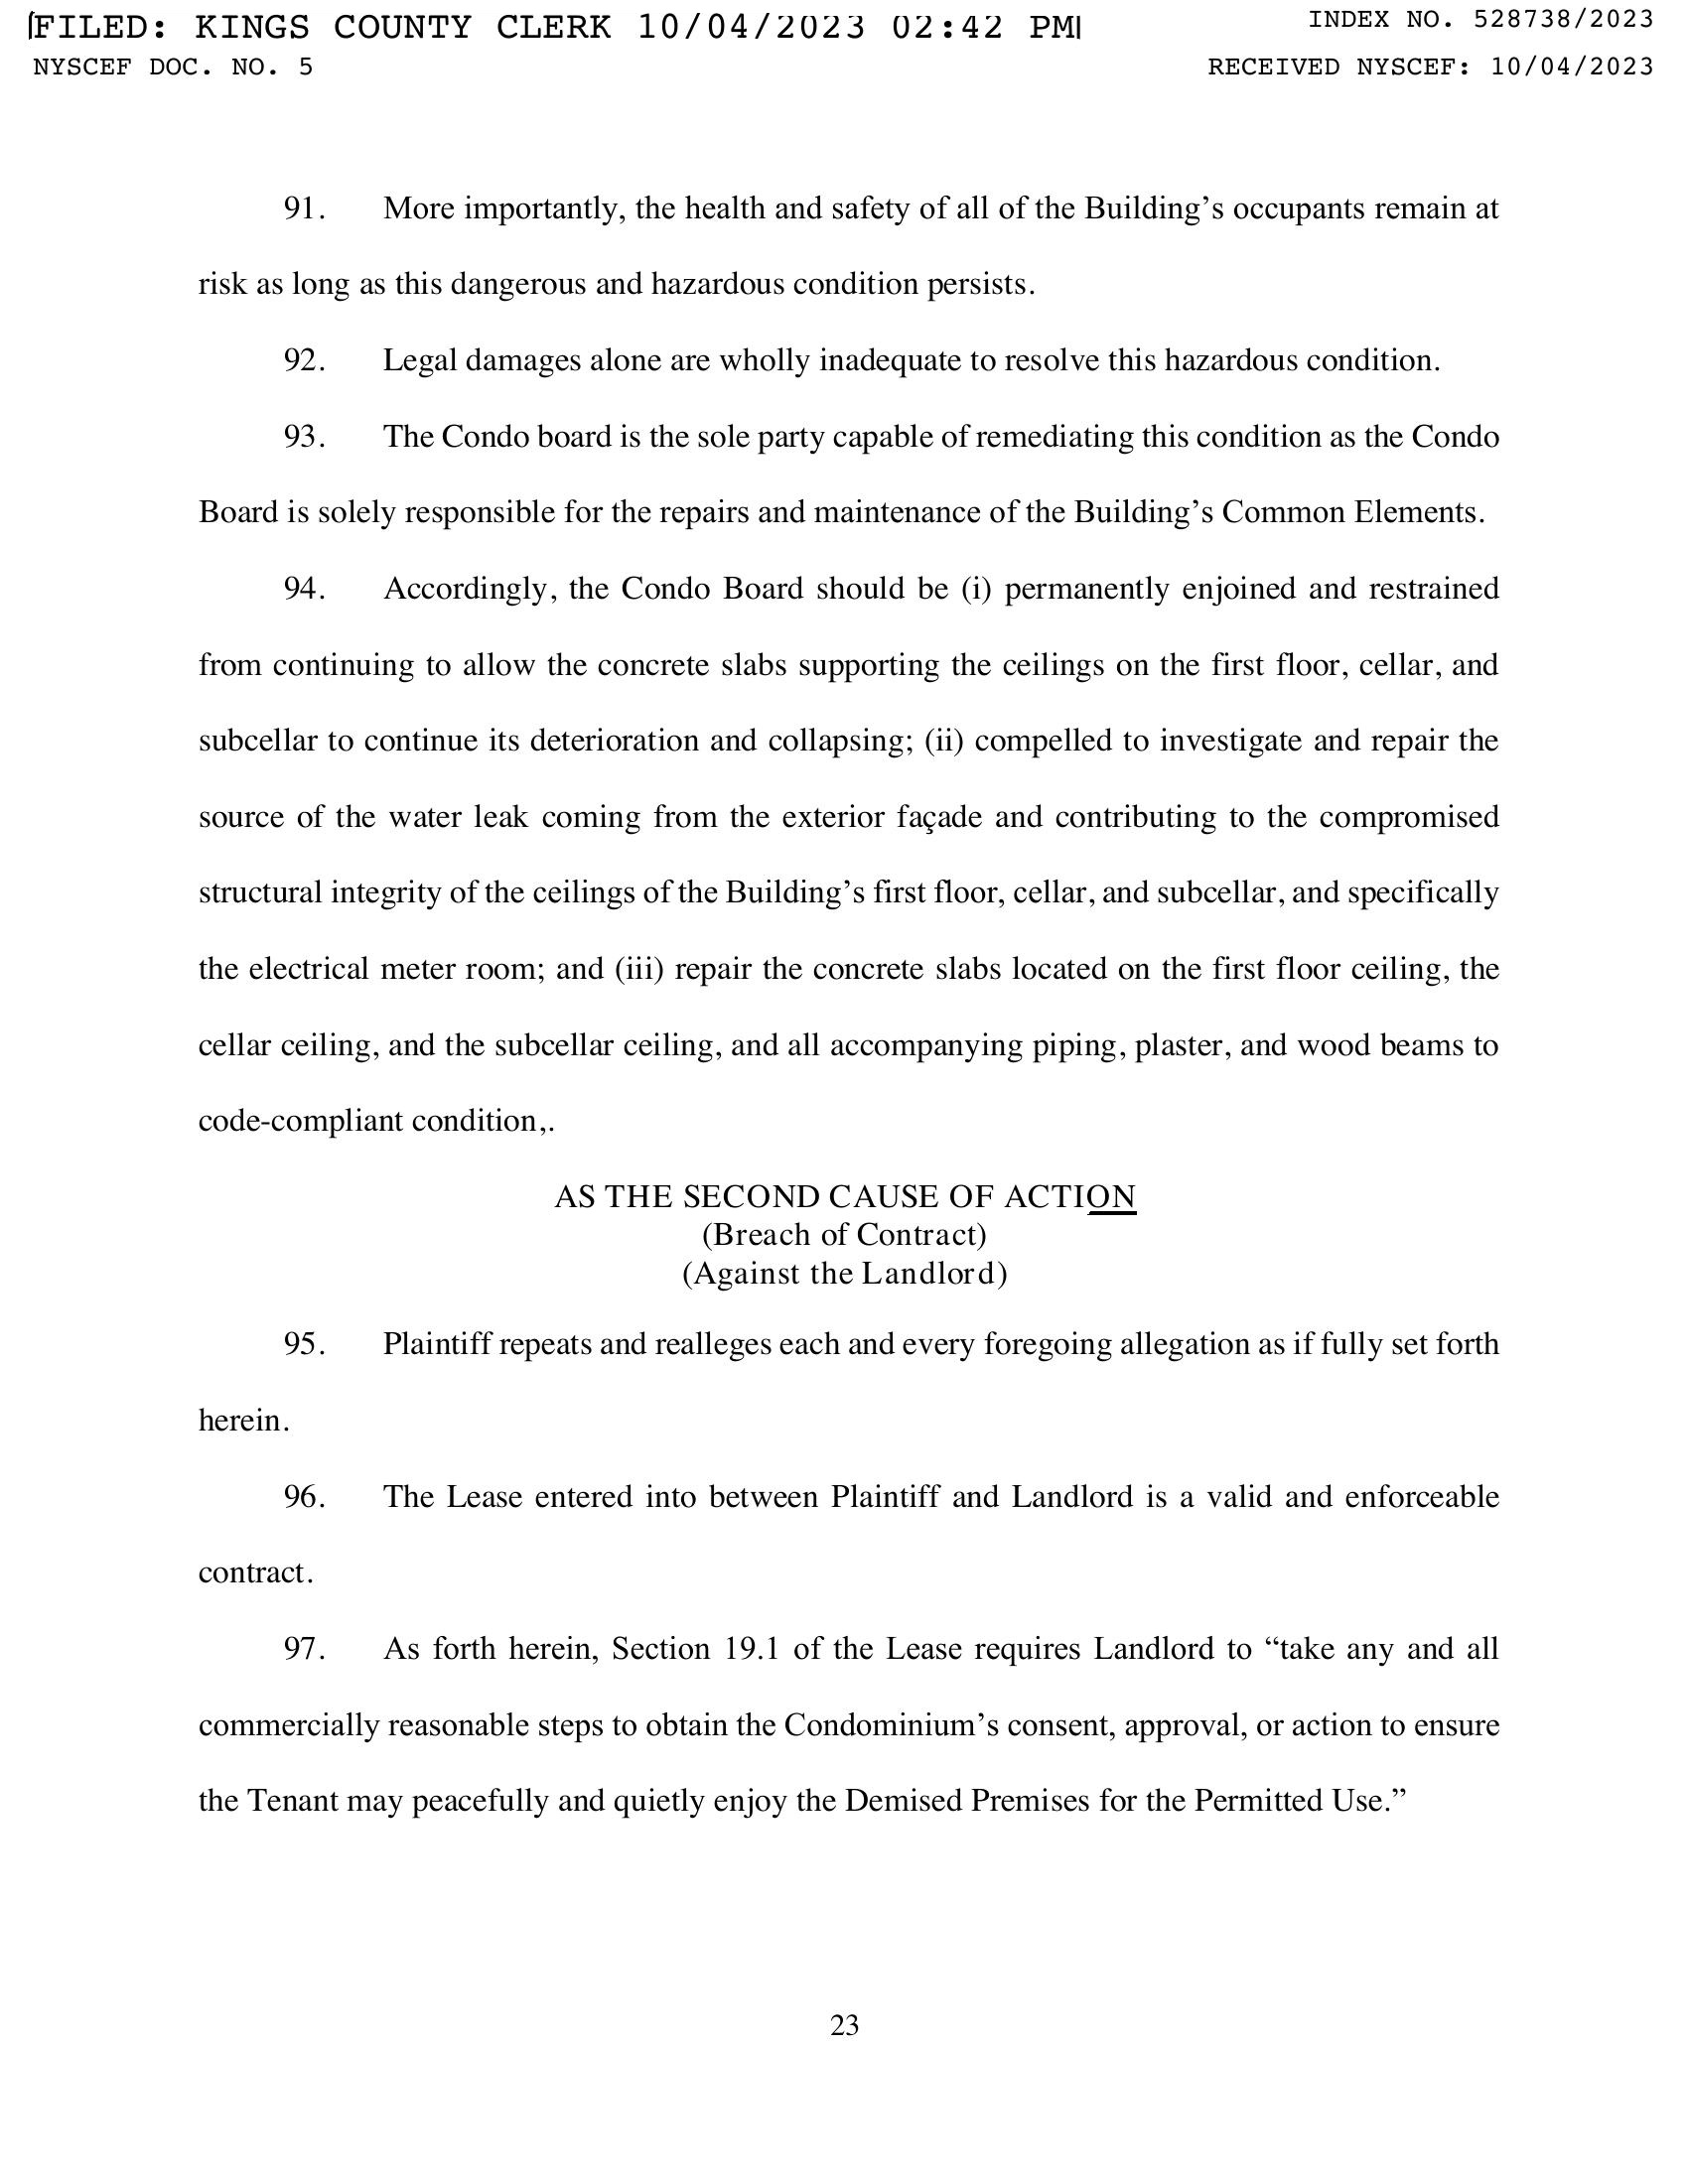 FILED: KINGS COUNTY CLERK 10/04/2023 02:42 PM
INDEX NO. 528738/2023
NYSCEF DOC. NO. 5
RECEIVED NYSCEF: 10/04/2023
91. More importantly, the health and safety of all of the Building’s occupants remain at
risk as long as this dangerous and hazardous condition persists.
92. Legal damages alone are wholly inadequate to resolve this hazardous condition.
93. The Condo board is the sole party capable of remediating this condition as the Condo
Board is solely responsible for the repairs and maintenance of the Building’s Common Elements.
94. Accordingly, the Condo Board should be (i) permanently enjoined and restrained
from continuing to allow the concrete slabs supporting the ceilings on the first floor, cellar, and
subcellar to continue its deterioration and collapsing; (ii) compelled to investigate and repair the
source of the water leak coming from the exterior façade and contributing to the compromised
structural integrity of the ceilings of the Building’s first floor, cellar, and subcellar, and specifically
the electrical meter room; and (iii) repair the concrete slabs located on the first floor ceiling, the
cellar ceiling, and the subcellar ceiling, and all accompanying piping, plaster, and wood beams to
code-compliant condition,.
AS THE SECOND CAUSE OF ACTION
(Breach of Contract)
(Against the Landlord)
95. Plaintiff repeats and realleges each and every foregoing allegation as if fully set forth
herein.
96. The Lease entered into between Plaintiff and Landlord is a valid and enforceable
contract.
97. As forth herein, Section 19.1 of the Lease requires Landlord to “take any and all
commercially reasonable steps to obtain the Condominium’s consent, approval, or action to ensure
the Tenant may peacefully and quietly enjoy the Demised Premises for the Permitted Use.”
23